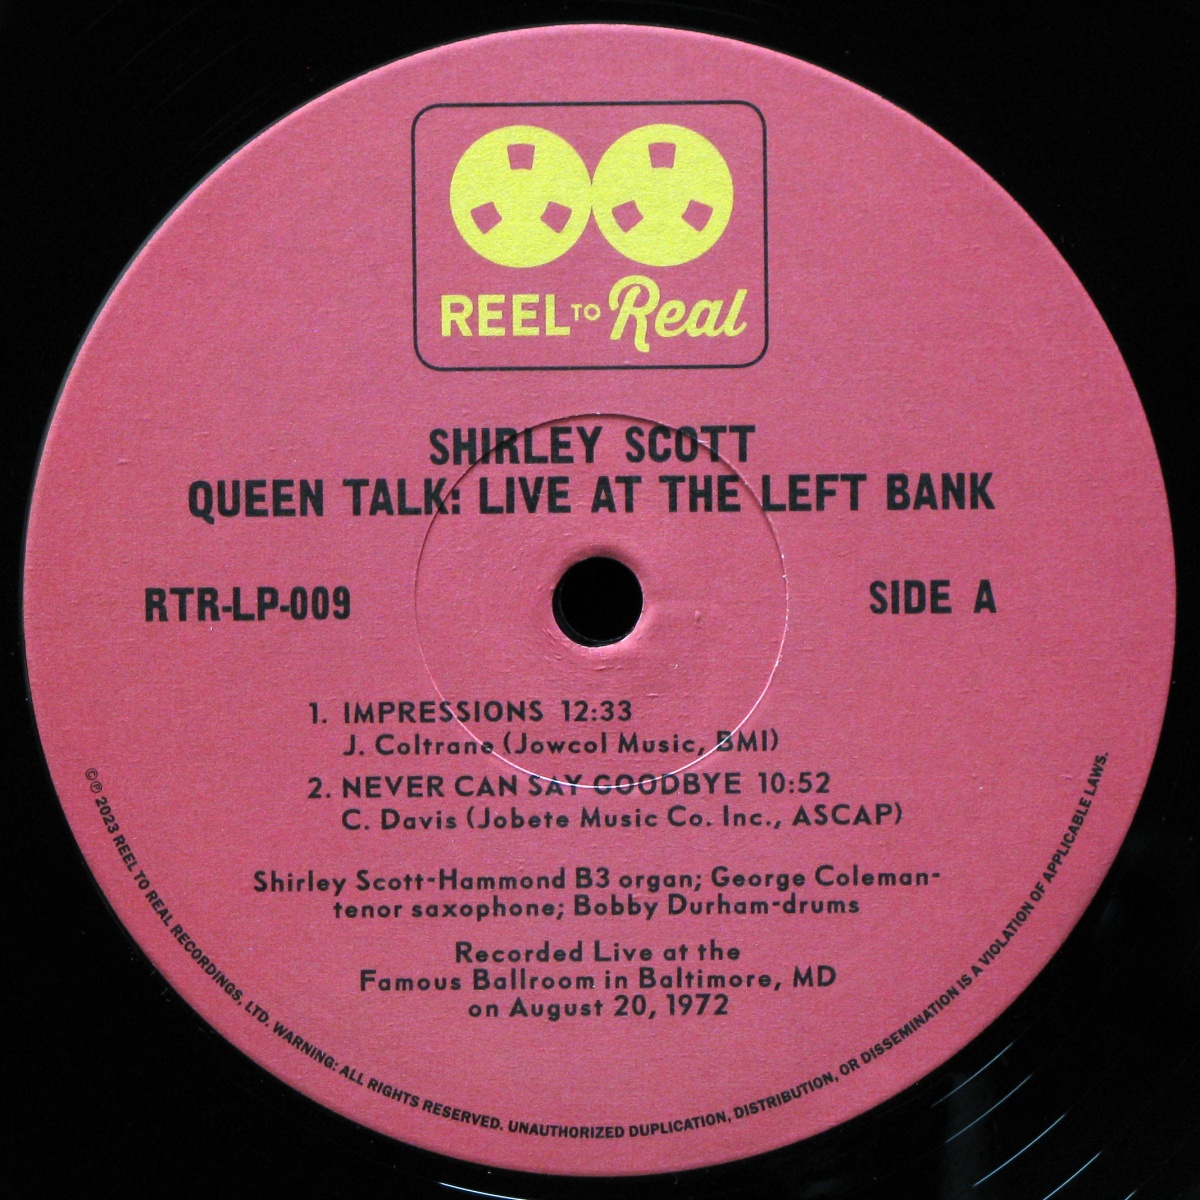 REEL TO Real
SHIRLEY SCOTT
QUEEN TALK: LIVE AT THE LEFT BANK
RTR-LP-009
SIDE A
1. IMPRESSIONS 12:33
J. Coltrane (Jowcol Music, BMI)
2. NEVER CAN SAY GOODBYE 10:52
C. Davis (Jobete Music Co. Inc., ASCAP)
Shirley Scott-Hammond B3 organ; George Coleman-
tenor saxophone; Bobby Durham-drums
Recorded Live at the
Famous Ballroom in Baltimore, MD
on August 20, 1972
©℗ 2023 REEL TO REAL RECORDINGS, LTD. WARNING: ALL RIGHTS RESERVED. UNAUTHORIZED DUPLICATION, DISTRIBUTION, OR DISSEMINATION IS A VIOLATION OF APPLICABLE LAWS.